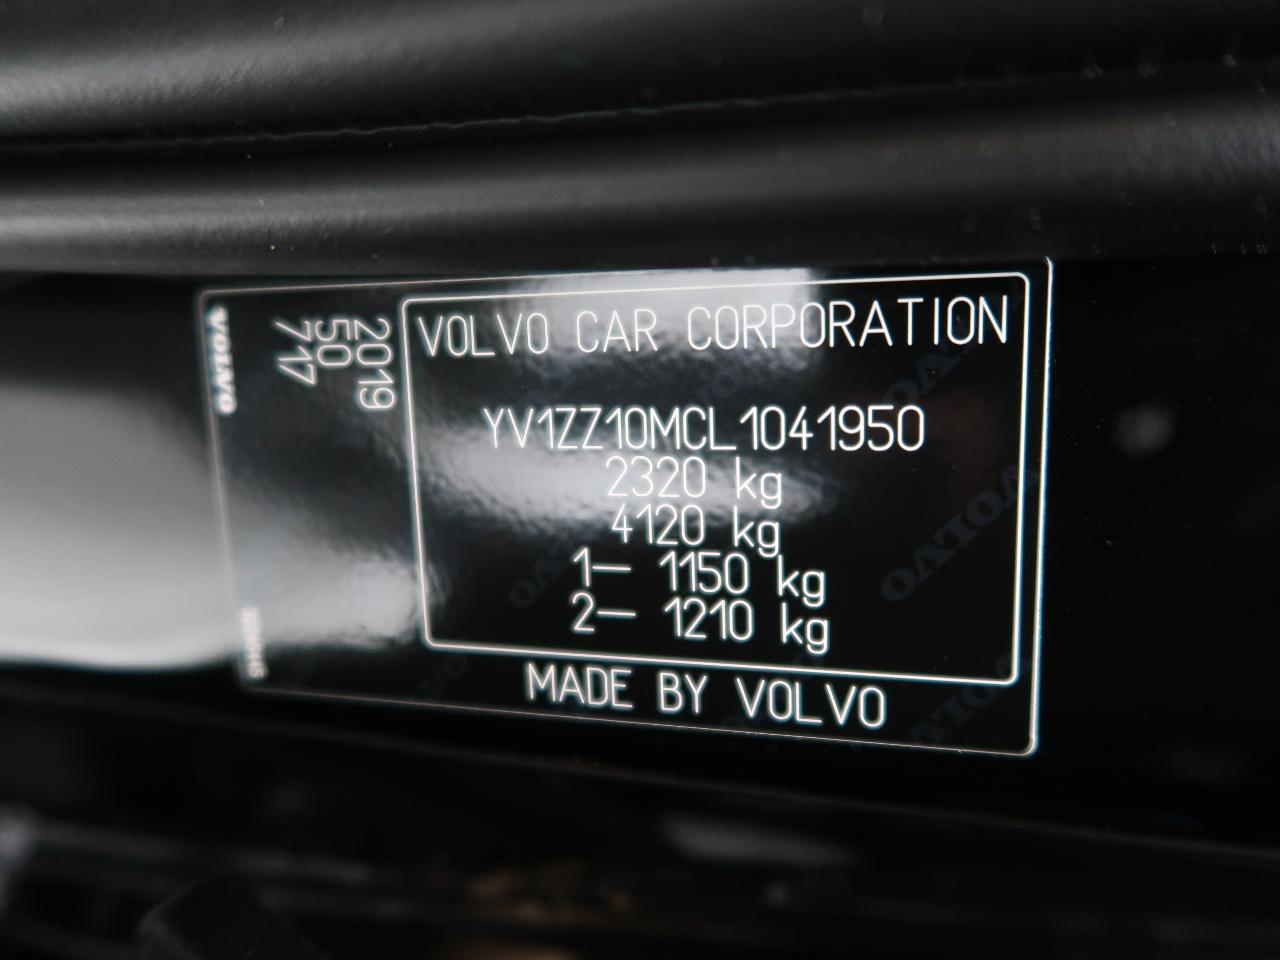 VOLVO
2019
50
717
VOLVO CAR CORPORATION
YV1ZZ10MCL1041950
2320 kg
4120 kg
1— 1150 kg
2— 1210 kg
MADE BY VOLVO